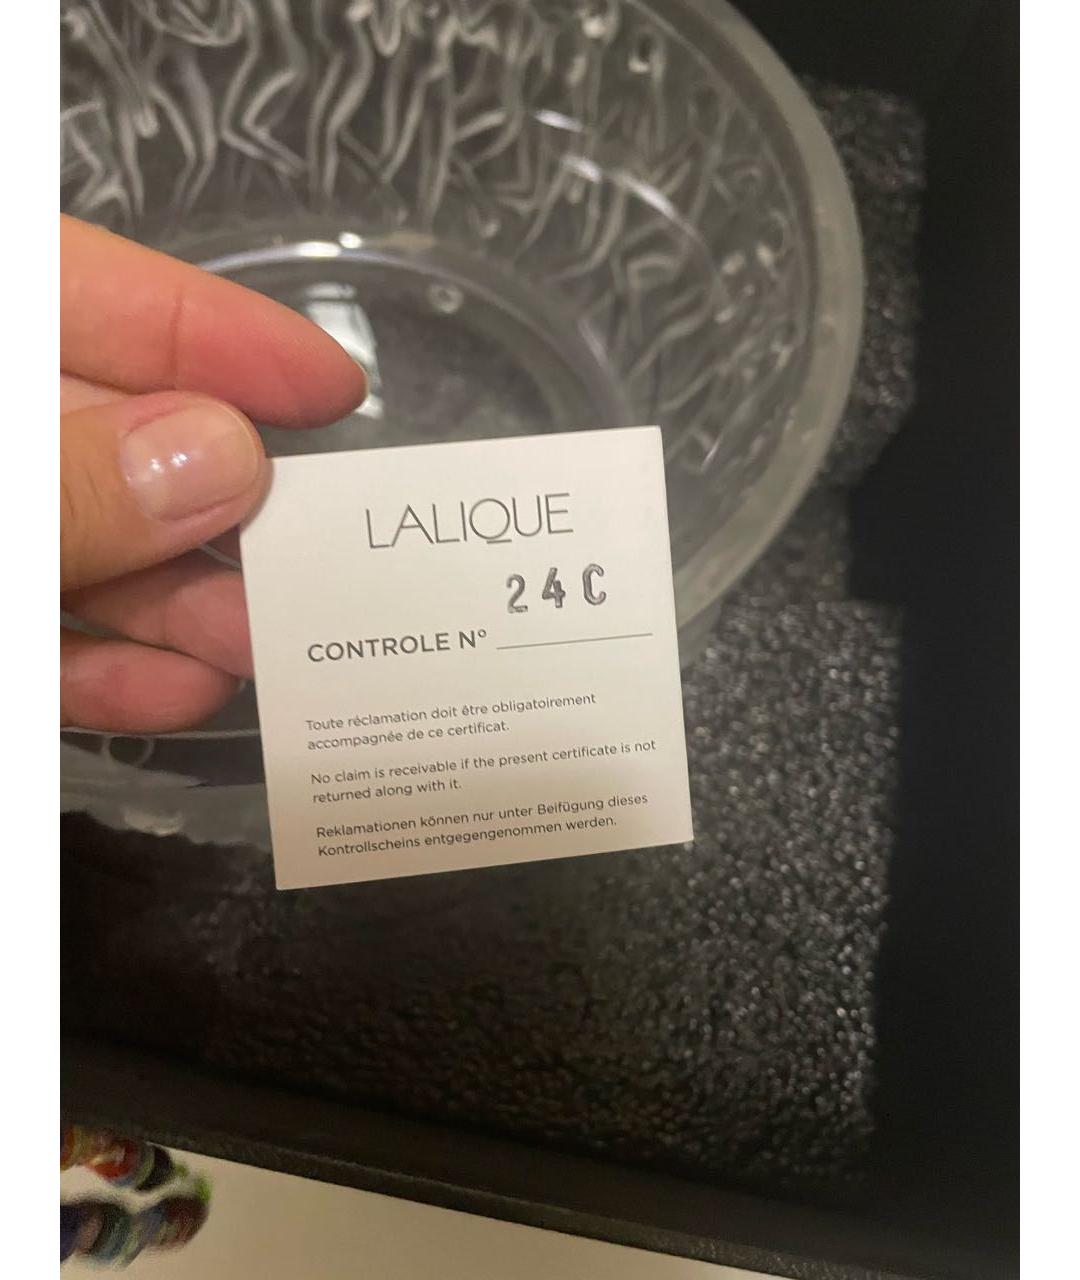 LALIQUE
24C
CONTROLE N°
Toute réclamation doit être obligatoirement
accompagnée de ce certificat.
No claim is receivable if the present certificate is not
returned along with it.
Reklamationen können nur unter Beifügung dieses
Kontrollscheins entgegengenommen werden.